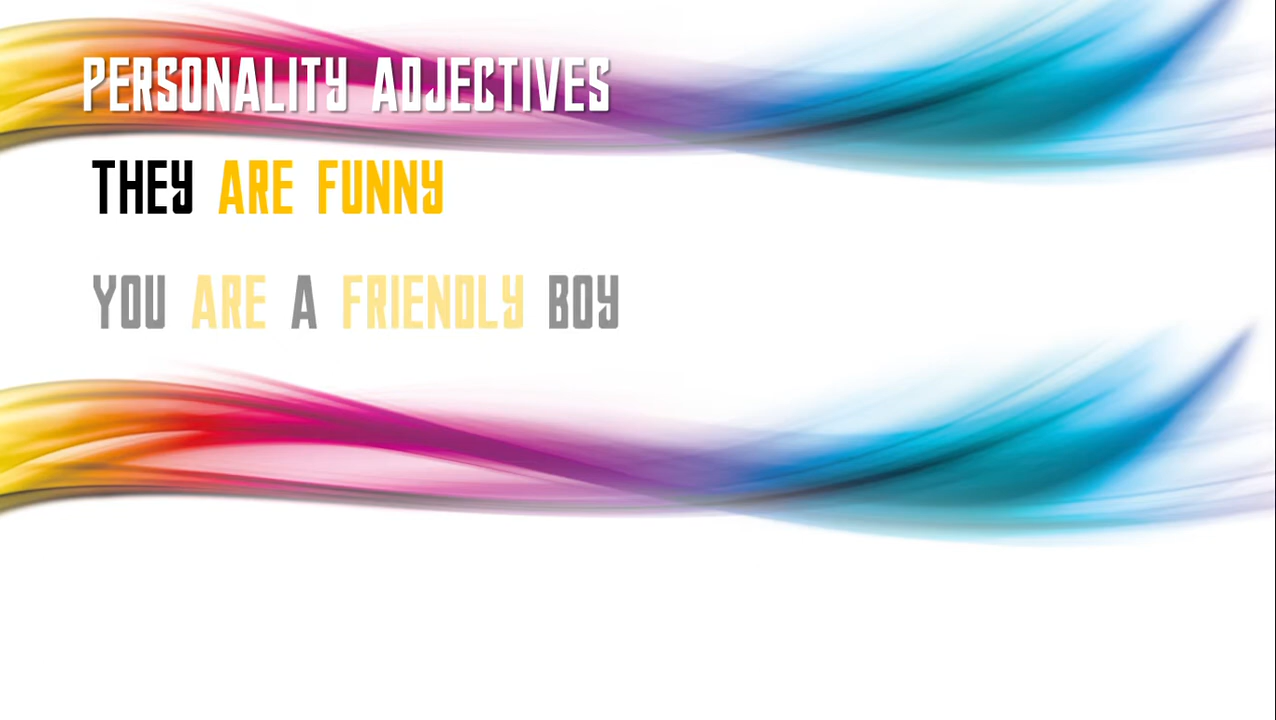 PERSONALITY ADJECTIVES
THEY ARE FUNNY
YOU ARE A FRIENDLY BOY